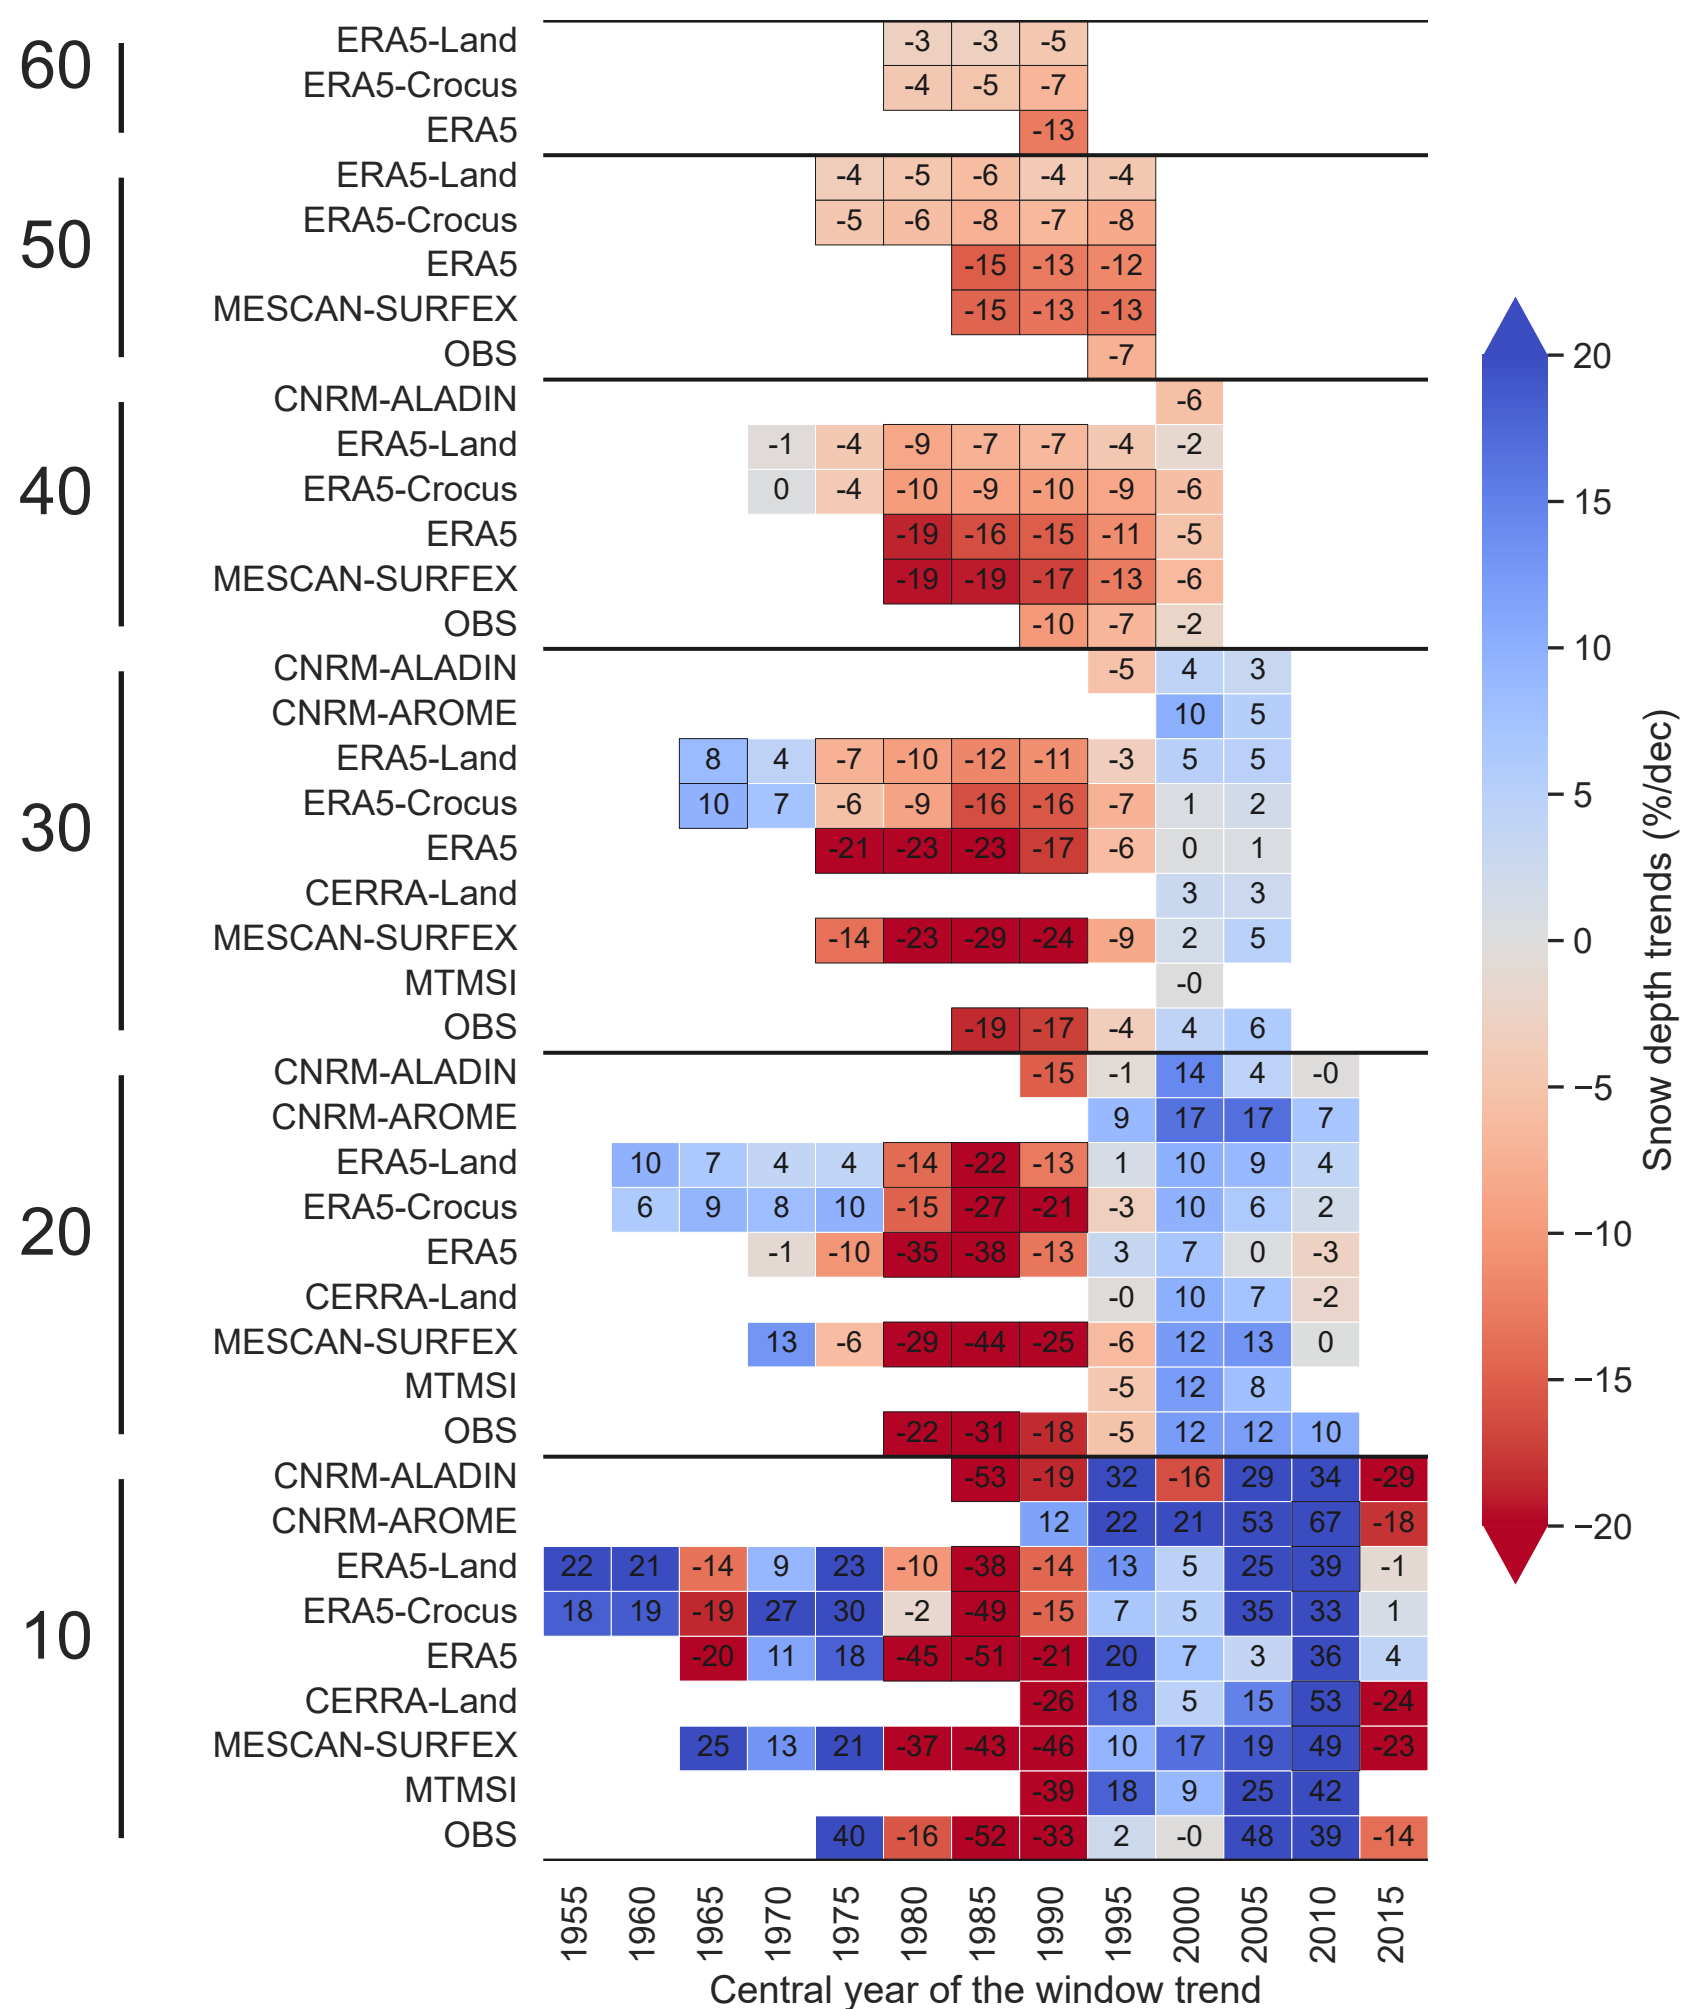 60
ERA5-Land -3 -3 -5
ERA5-Crocus -4 -5 -7
ERA5 -13
50
ERA5-Land -4 -5 -6 -4 -4
ERA5-Crocus -5 -6 -8 -7 -8
ERA5 -15 -13 -12
MESCAN-SURFEX -15 -13 -13
OBS -7
40
CNRM-ALADIN -6
ERA5-Land -1 -4 -9 -7 -7 -4 -2
ERA5-Crocus 0 -4 -10 -9 -10 -9 -6
ERA5 -19 -16 -15 -11 -5
MESCAN-SURFEX -19 -19 -17 -13 -6
OBS -10 -7 -2
30
CNRM-ALADIN -5 4 3
CNRM-AROME 10 5
ERA5-Land 8 4 -7 -10 -12 -11 -3 5 5
ERA5-Crocus 10 7 -6 -9 -16 -16 -7 1 2
ERA5 -21 -23 -23 -17 -6 0 1
CERRA-Land 3 3
MESCAN-SURFEX -14 -23 -29 -24 -9 2 5
MTMSI -0
OBS -19 -17 -4 4 6
20
CNRM-ALADIN -15 -1 14 4 -0
CNRM-AROME 9 17 17 7
ERA5-Land 10 7 4 4 -14 -22 -13 1 10 9 4
ERA5-Crocus 6 9 8 10 -15 -27 -21 -3 10 6 2
ERA5 -1 -10 -35 -38 -13 3 7 0 -3
CERRA-Land -0 10 7 -2
MESCAN-SURFEX 13 -6 -29 -44 -25 -6 12 13 0
MTMSI -5 12 8
OBS -22 -31 -18 -5 12 12 10
10
CNRM-ALADIN -53 -19 32 -16 29 34 -29
CNRM-AROME 12 22 21 53 67 -18
ERA5-Land 22 21 -14 9 23 -10 -38 -14 13 5 25 39 -1
ERA5-Crocus 18 19 -19 27 30 -2 -49 -15 7 5 35 33 1
ERA5 -20 11 18 -45 -51 -21 20 7 3 36 4
CERRA-Land -26 18 5 15 53 -24
MESCAN-SURFEX 25 13 21 -37 -43 -46 10 17 19 49 -23
MTMSI -39 18 9 25 42
OBS 40 -16 -52 -33 2 -0 48 39 -14
1955 1960 1965 1970 1975 1980 1985 1990 1995 2000 2005 2010 2015
Central year of the window trend
20
15
10
5
0
−5
−10
−15
−20
Snow depth trends (%/dec)